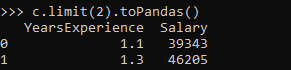 >>> c.limit(2).toPandas()
   YearsExperience  Salary
0              1.1   39343
1              1.3   46205